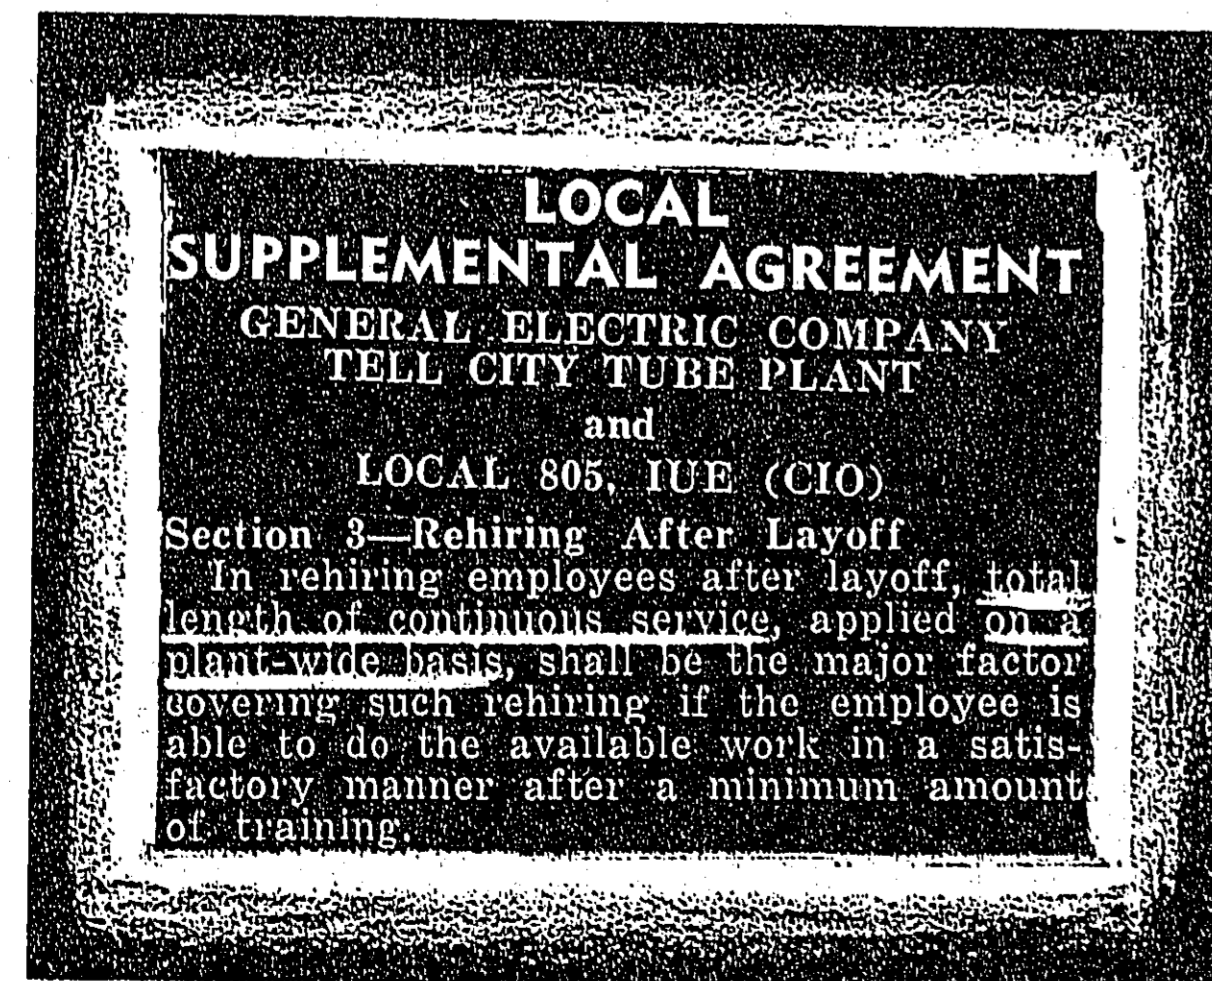 LOCAL
SUPPLEMENTAL AGREEMENT
GENERAL ELECTRIC COMPANY
TELL CITY TUBE PLANT
and
LOCAL 805, IUE (CIO)
Section 3—Rehiring After Layoff
In rehiring employees after layoff, total
length of continuous service, applied on a
plant-wide basis, shall be the major factor
covering such rehiring if the employee is
able to do the available work in a satis-
factory manner after a minimum amount
of training.